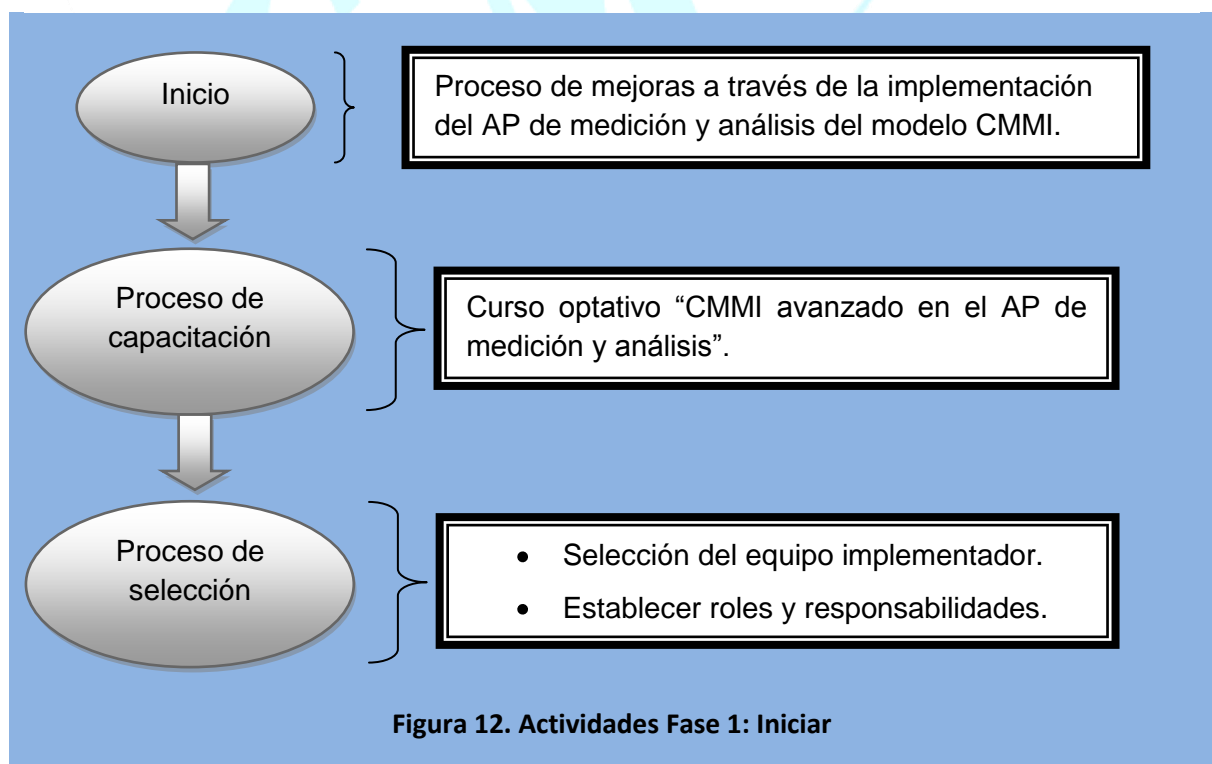 Inicio
Proceso de mejoras a través de la implementación
del AP de medición y análisis del modelo CMMI.
Proceso de
capacitación
Curso optativo “CMMI avanzado en el AP de
medición y análisis”.
Proceso de
selección
• Selección del equipo implementador.
• Establecer roles y responsabilidades.
Figura 12. Actividades Fase 1: Iniciar